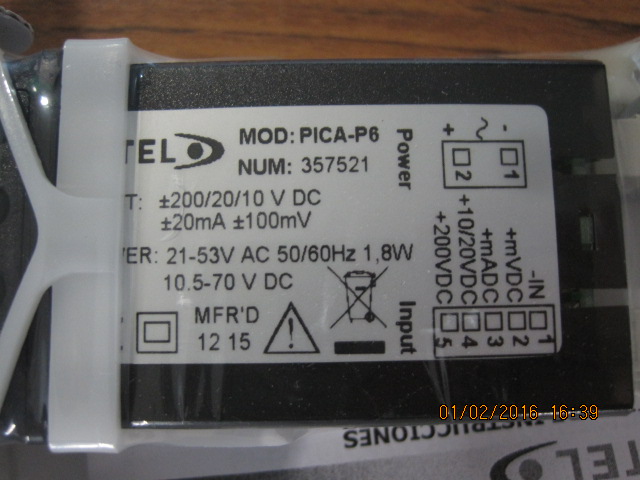 TEL
MOD: PICA-P6
NUM: 357521
T: ±200/20/10 V DC
±20mA ±100mV
ER: 21-53V AC 50/60Hz 1,8W
10.5-70 V DC
MFR'D
12 15
Power
+ ~ -
2 1
+200VDC
+10/20VDC
+mADC
+mVDC
-IN
Input
5 4 3 2 1
01/02/2016 16:39
INSTRUCCIONES
TEL